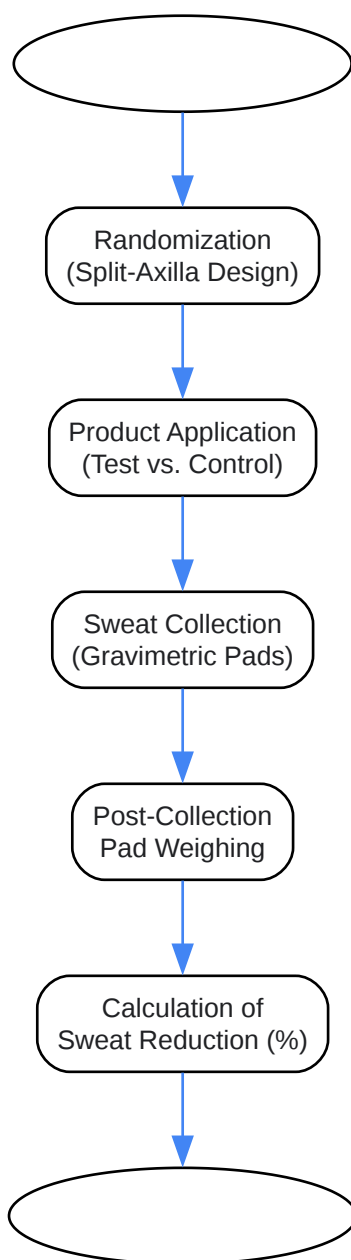 Randomization
(Split-Axilla Design)
Product Application
(Test vs. Control)
Sweat Collection
(Gravimetric Pads)
Post-Collection
Pad Weighing
Calculation of
Sweat Reduction (%)